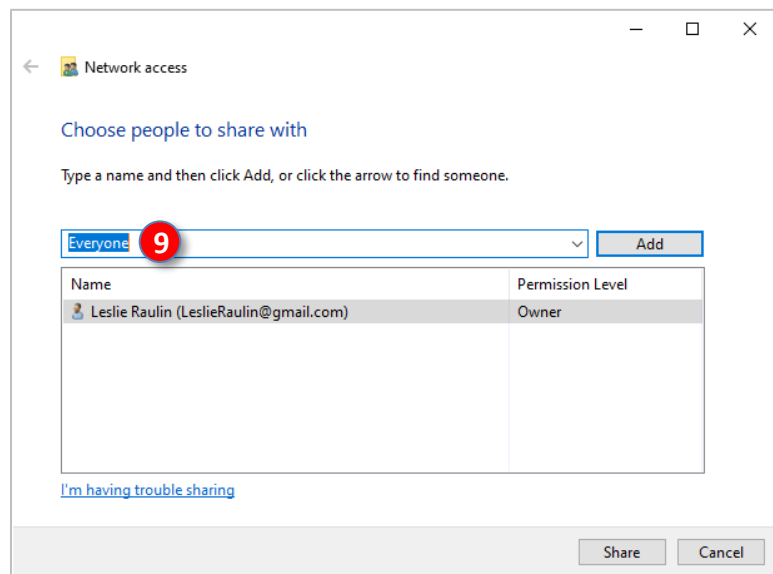 Network access
Choose people to share with
Type a name and then click Add, or click the arrow to find someone.
Everyone 9 Add
Name Permission Level
Leslie Raulin (LeslieRaulin@gmail.com) Owner
I'm having trouble sharing
Share Cancel